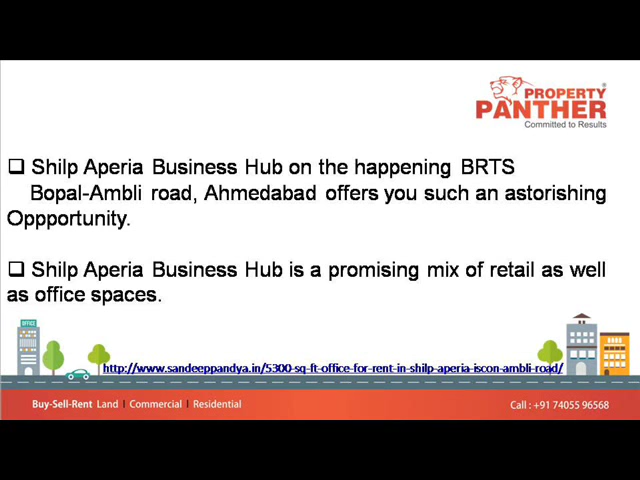 PROPERTY
PANTHER
®
Committed to Results
❑ Shilp Aperia Business Hub on the happening BRTS
Bopal-Ambli road, Ahmedabad offers you such an astorishing
Oppportunity.
❑ Shilp Aperia Business Hub is a promising mix of retail as well
as office spaces.
OFFICE
http://www.sandeeppandya.in/5300-sq-ft-office-for-rent-in-shilp-aperia-iscon-ambli-road/
Buy-Sell-Rent Land | Commercial | Residential
Call : +91 74055 96568